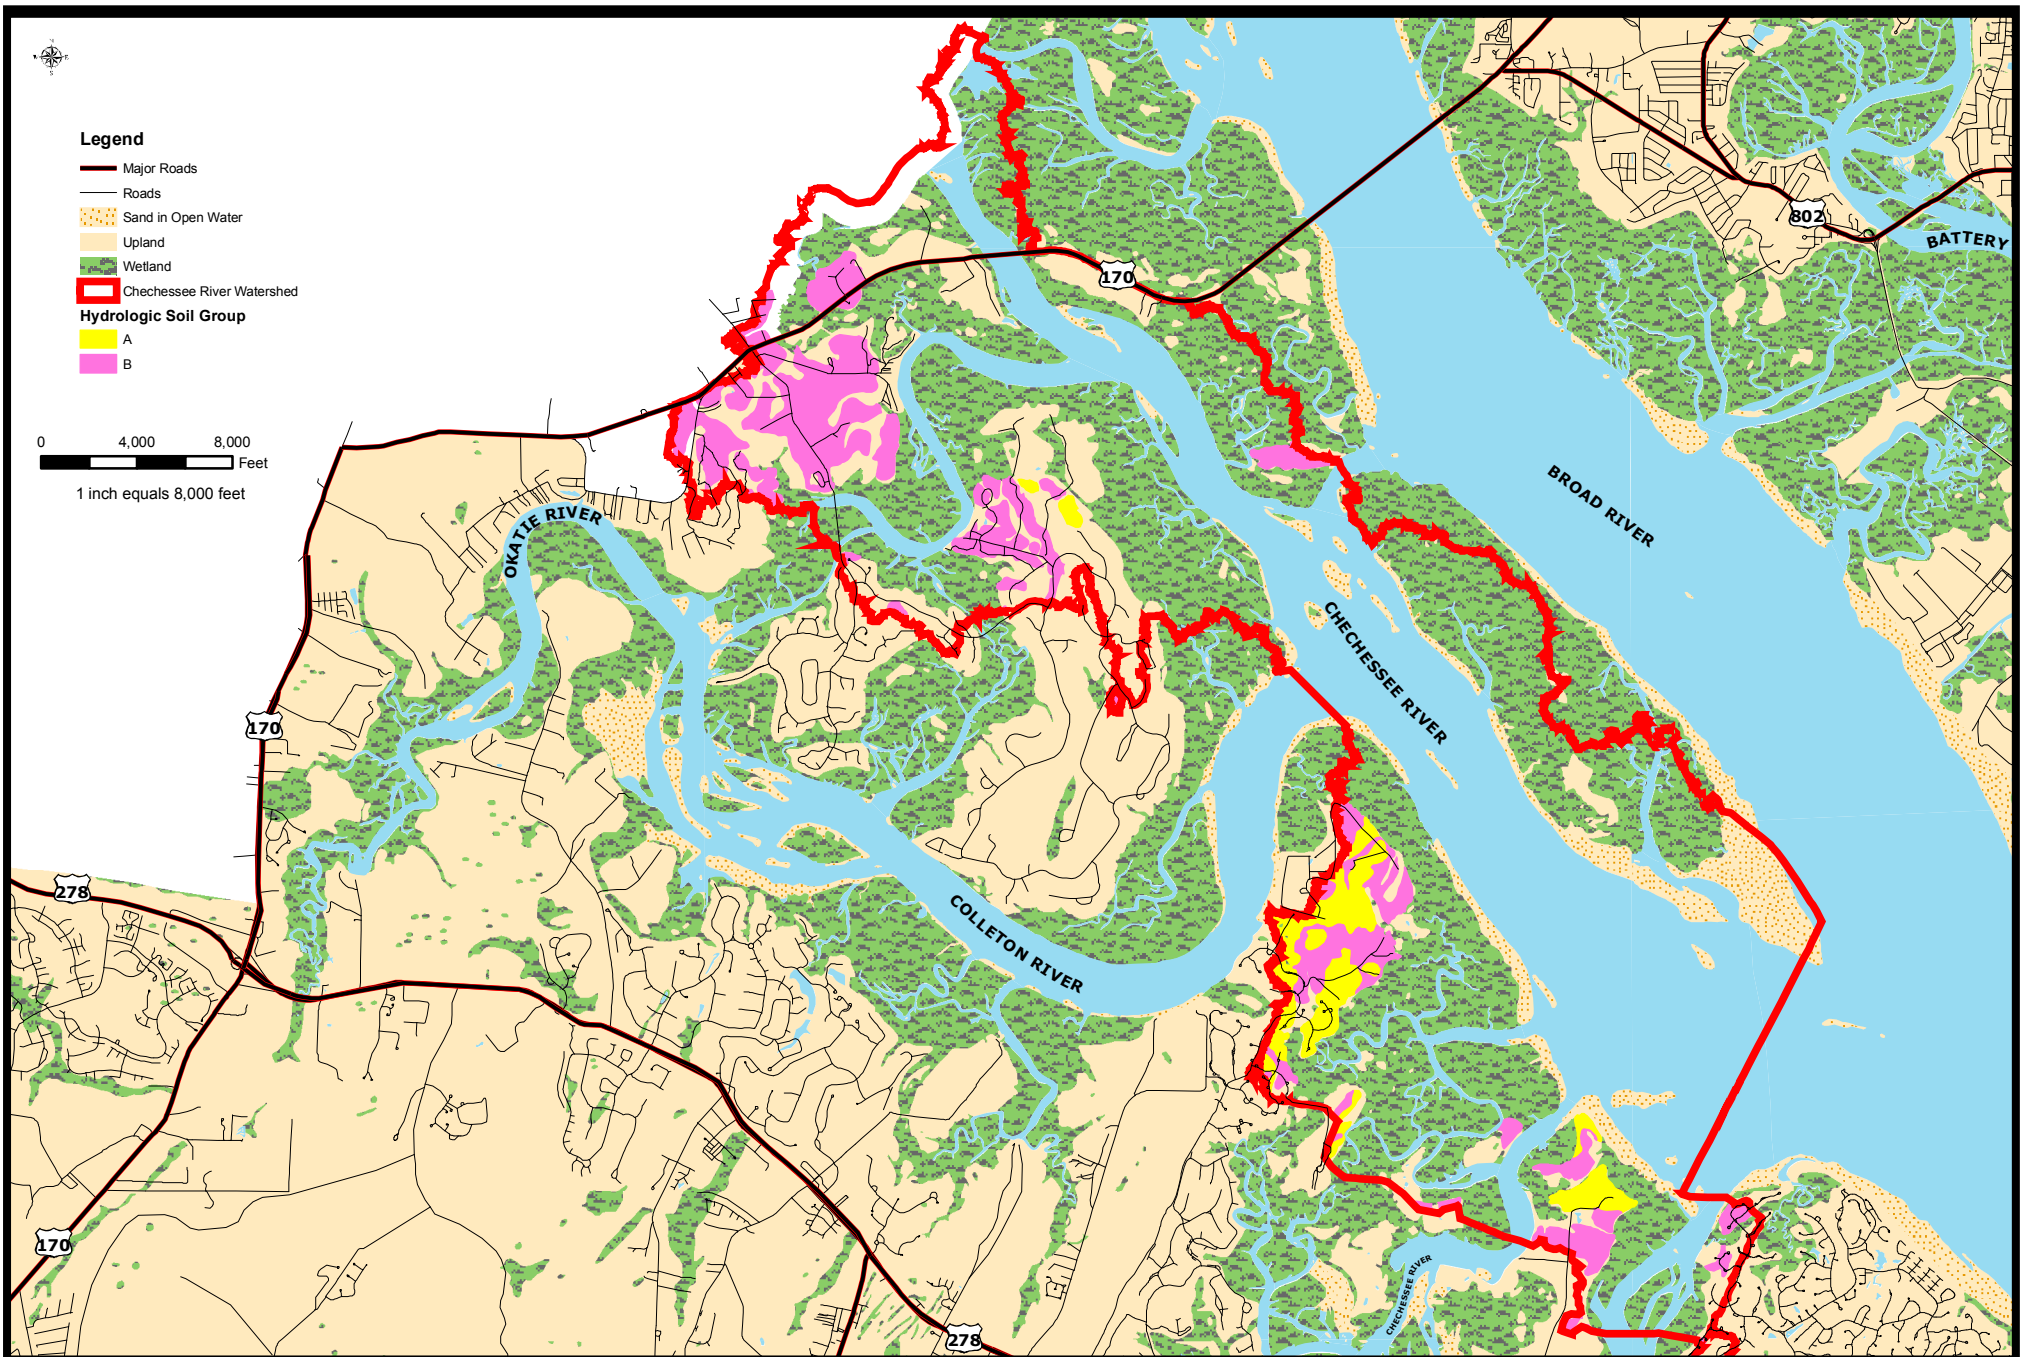 N
W E
S
Legend
Major Roads
Roads
Sand in Open Water
Upland
Wetland
Chechessee River Watershed
Hydrologic Soil Group
A
B
0 4,000 8,000
Feet
1 inch equals 8,000 feet
802
BATTERY
170
BROAD RIVER
OKATIE RIVER
CHECHESSEE RIVER
170
278
COLLETON RIVER
170
CHECHESSEE RIVER
278